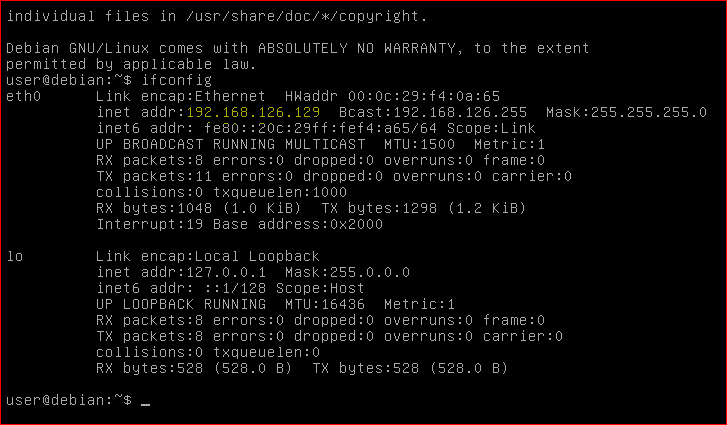 individual files in /usr/share/doc/*/copyright.
Debian GNU/Linux comes with ABSOLUTELY NO WARRANTY, to the extent
permitted by applicable law.
user@debian:~$ ifconfig
eth0      Link encap:Ethernet  HWaddr 00:0c:29:f4:0a:65
          inet addr:192.168.126.129  Bcast:192.168.126.255  Mask:255.255.255.0
          inet6 addr: fe80::20c:29ff:fef4:a65/64 Scope:Link
          UP BROADCAST RUNNING MULTICAST  MTU:1500  Metric:1
          RX packets:8 errors:0 dropped:0 overruns:0 frame:0
          TX packets:11 errors:0 dropped:0 overruns:0 carrier:0
          collisions:0 txqueuelen:1000
          RX bytes:1048 (1.0 KiB)  TX bytes:1298 (1.2 KiB)
          Interrupt:19 Base address:0x2000
lo        Link encap:Local Loopback
          inet addr:127.0.0.1  Mask:255.0.0.0
          inet6 addr: ::1/128 Scope:Host
          UP LOOPBACK RUNNING  MTU:16436  Metric:1
          RX packets:8 errors:0 dropped:0 overruns:0 frame:0
          TX packets:8 errors:0 dropped:0 overruns:0 carrier:0
          collisions:0 txqueuelen:0
          RX bytes:528 (528.0 B)  TX bytes:528 (528.0 B)
user@debian:~$ _